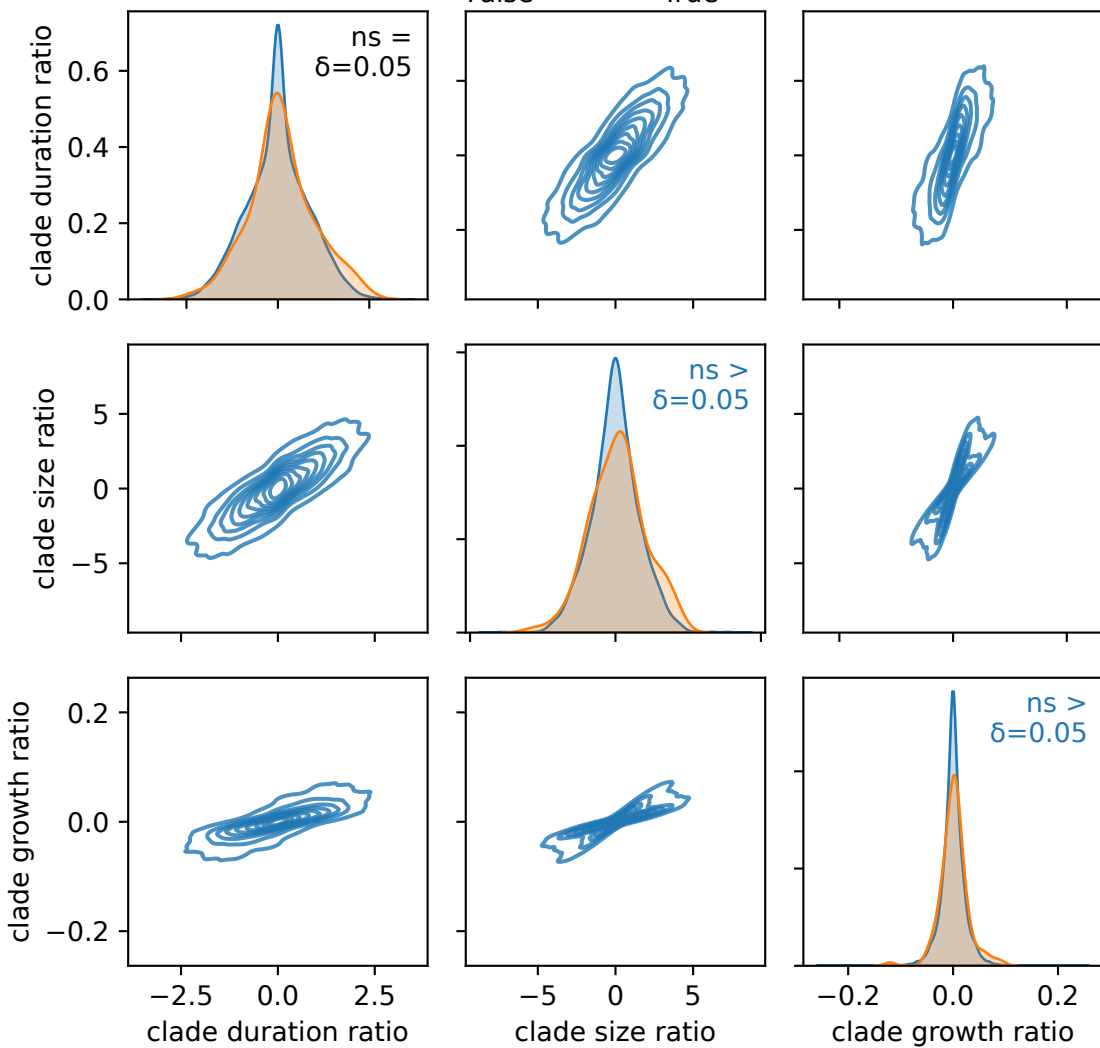 clade duration ratio
0.6
0.4
0.2
0.0
ns =
δ=0.05
clade size ratio
5
0
−5
ns >
δ=0.05
clade growth ratio
0.2
0.0
−0.2
ns >
δ=0.05
−2.5 0.0 2.5
−5 0 5
−0.2 0.0 0.2
clade duration ratio
clade size ratio
clade growth ratio